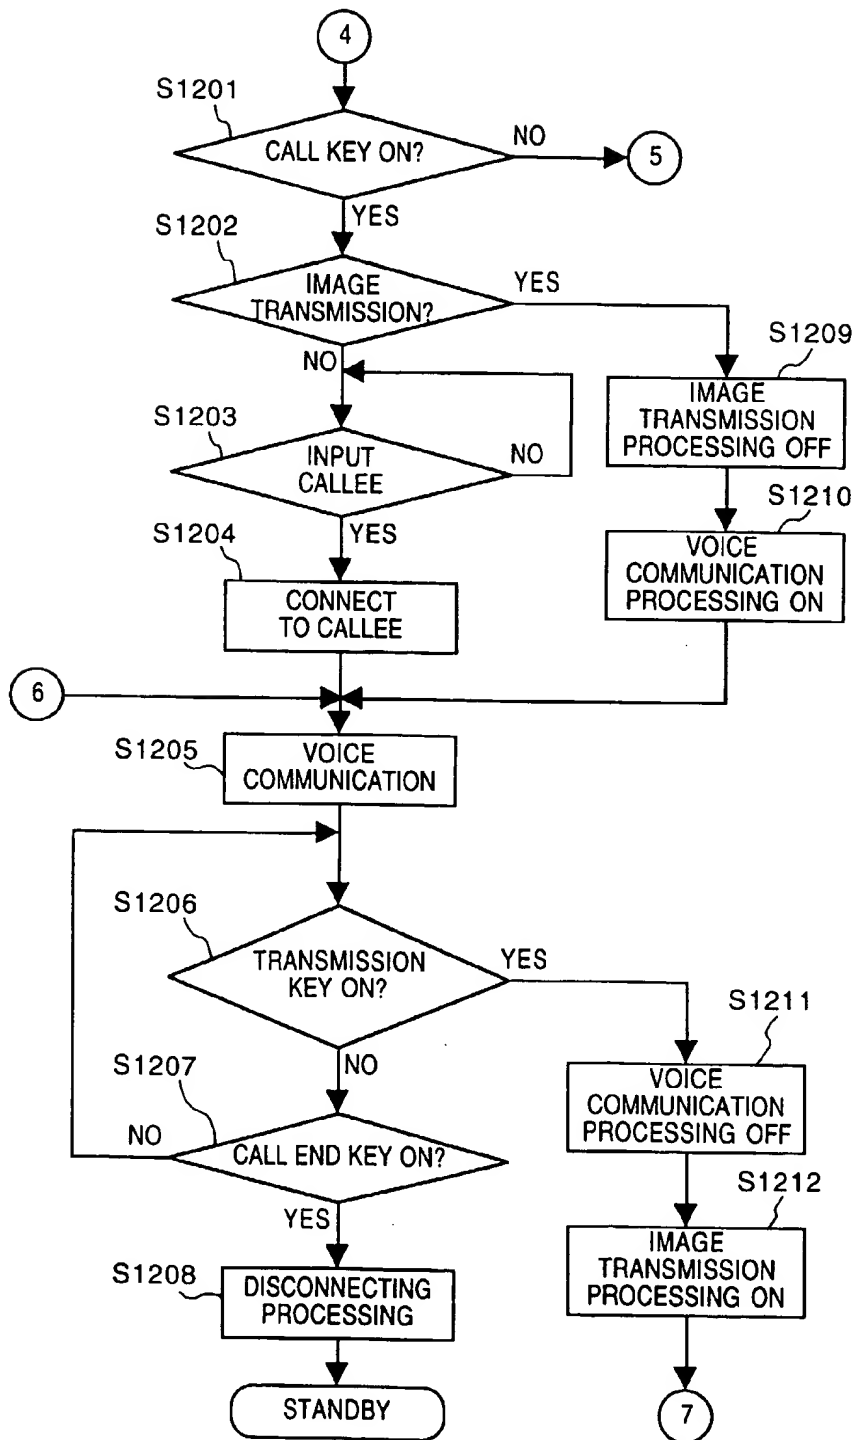 4
S1201
CALL KEY ON?
NO
5
YES
S1202
IMAGE
TRANSMISSION?
YES
NO
S1209
IMAGE
TRANSMISSION
PROCESSING OFF
S1203
INPUT
CALLEE
NO
YES
S1210
VOICE
COMMUNICATION
PROCESSING ON
S1204
CONNECT
TO CALLEE
6
S1205
VOICE
COMMUNICATION
S1206
TRANSMISSION
KEY ON?
YES
NO
S1211
VOICE
COMMUNICATION
PROCESSING OFF
S1207
CALL END KEY ON?
NO
YES
S1212
IMAGE
TRANSMISSION
PROCESSING ON
S1208
DISCONNECTING
PROCESSING
STANDBY
7